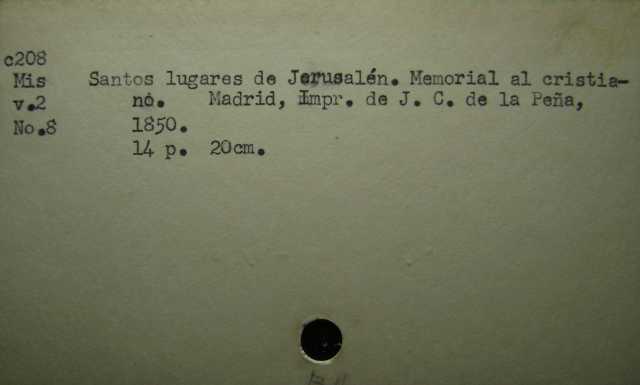 c208
Mis Santos lugares de Jerusalén. Memorial al cristia-
v.2 no. Madrid, Impr. de J. C. de la Peña,
No.8 1850.
14 p. 20cm.